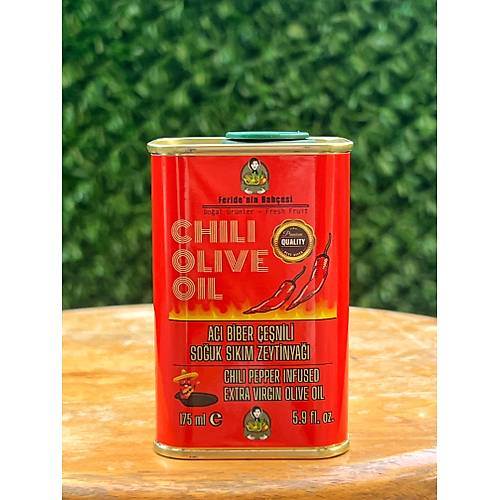 Feride'nin Bahçesi
Doğal Ürünler - Fresh Fruit
CHILI
OLIVE
OIL
Premium
QUALITY
ACI BİBER ÇEŞNİLİ
SOĞUK SIKIM ZEYTİNYAĞI
CHILI PEPPER INFUSED
EXTRA VIRGIN OLIVE OIL
175 ml ℮
5.9 fl. oz.